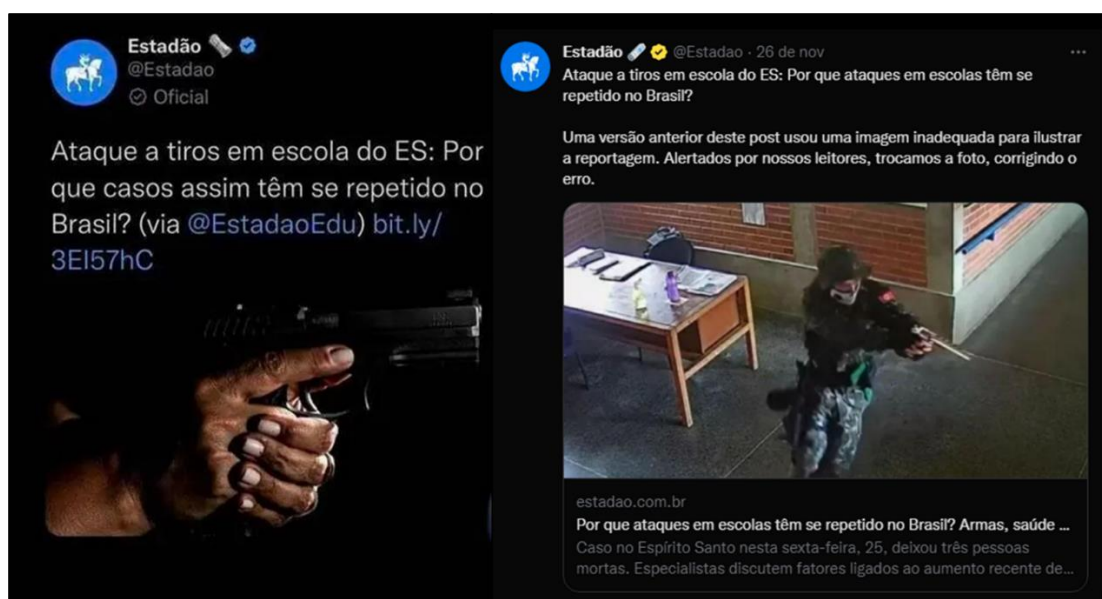 Estadão
@Estadao
Oficial
Ataque a tiros em escola do ES: Por
que casos assim têm se repetido no
Brasil? (via @EstadaoEdu) bit.ly/
3EI57hC
Estadão @Estadao · 26 de nov
Ataque a tiros em escola do ES: Por que ataques em escolas têm se
repetido no Brasil?
Uma versão anterior deste post usou uma imagem inadequada para ilustrar
a reportagem. Alertados por nossos leitores, trocamos a foto, corrigindo o
erro.
estadao.com.br
Por que ataques em escolas têm se repetido no Brasil? Armas, saúde ...
Caso no Espírito Santo nesta sexta-feira, 25, deixou três pessoas
mortas. Especialistas discutem fatores ligados ao aumento recente de...